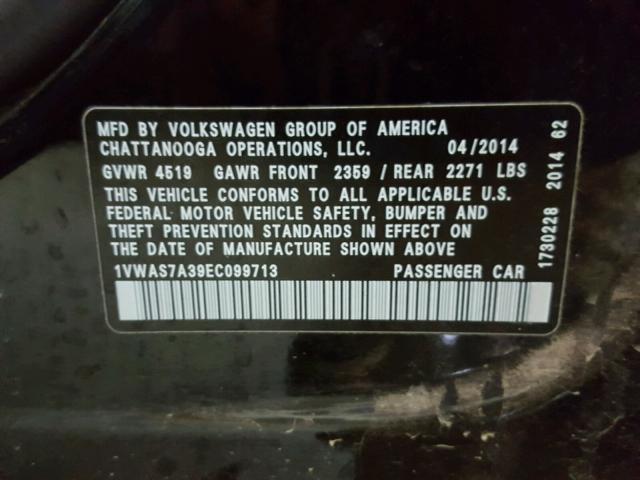 MFD BY VOLKSWAGEN GROUP OF AMERICA
CHATTANOOGA OPERATIONS, LLC. 04/2014
GVWR 4519 GAWR FRONT 2359 / REAR 2271 LBS
THIS VEHICLE CONFORMS TO ALL APPLICABLE U.S.
FEDERAL MOTOR VEHICLE SAFETY, BUMPER AND
THEFT PREVENTION STANDARDS IN EFFECT ON
THE DATE OF MANUFACTURE SHOWN ABOVE
1VWAS7A39EC099713 PASSENGER CAR
1730228 2014 62